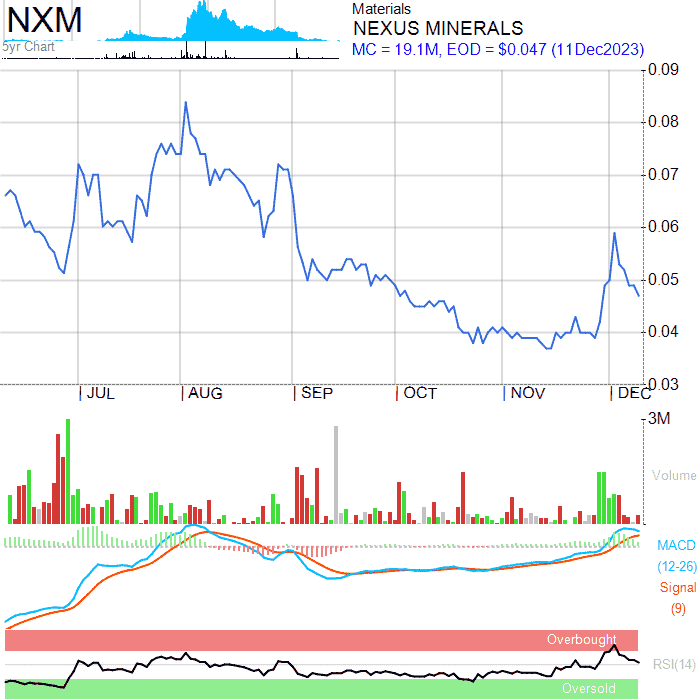 NXM
5yr Chart
Materials
NEXUS MINERALS
MC = 19.1M, EOD = $0.047 (11Dec2023)
0.09
0.08
0.07
0.06
0.05
0.04
0.03
JUL AUG SEP OCT NOV DEC
3M
Volume
MACD
(12-26)
Signal
(9)
Overbought
RSI(14)
Oversold